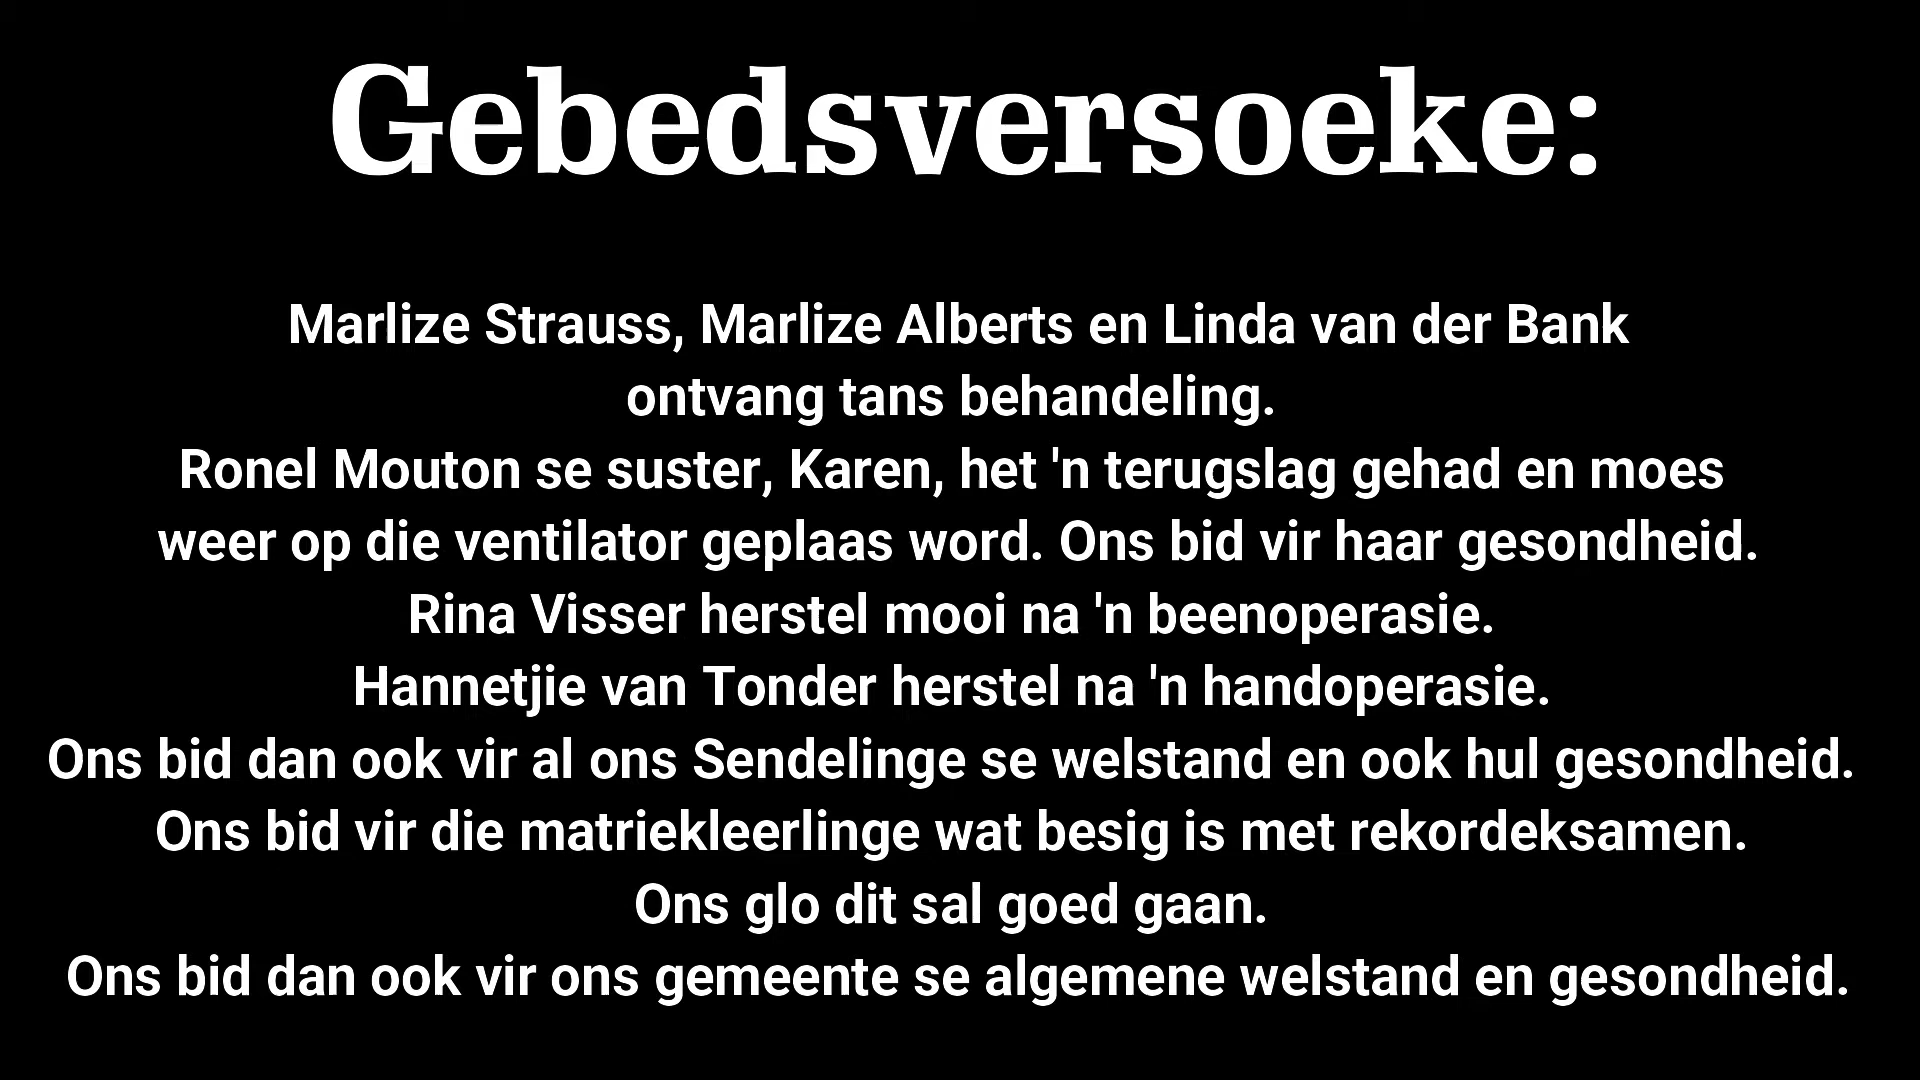 Gebedsversoeke:
Marlize Strauss, Marlize Alberts en Linda van der Bank
ontvang tans behandeling.
Ronel Mouton se suster, Karen, het 'n terugslag gehad en moes
weer op die ventilator geplaas word. Ons bid vir haar gesondheid.
Rina Visser herstel mooi na 'n beenoperasie.
Hannetjie van Tonder herstel na 'n handoperasie.
Ons bid dan ook vir al ons Sendelinge se welstand en ook hul gesondheid.
Ons bid vir die matriekleerlinge wat besig is met rekordeksamen.
Ons glo dit sal goed gaan.
Ons bid dan ook vir ons gemeente se algemene welstand en gesondheid.